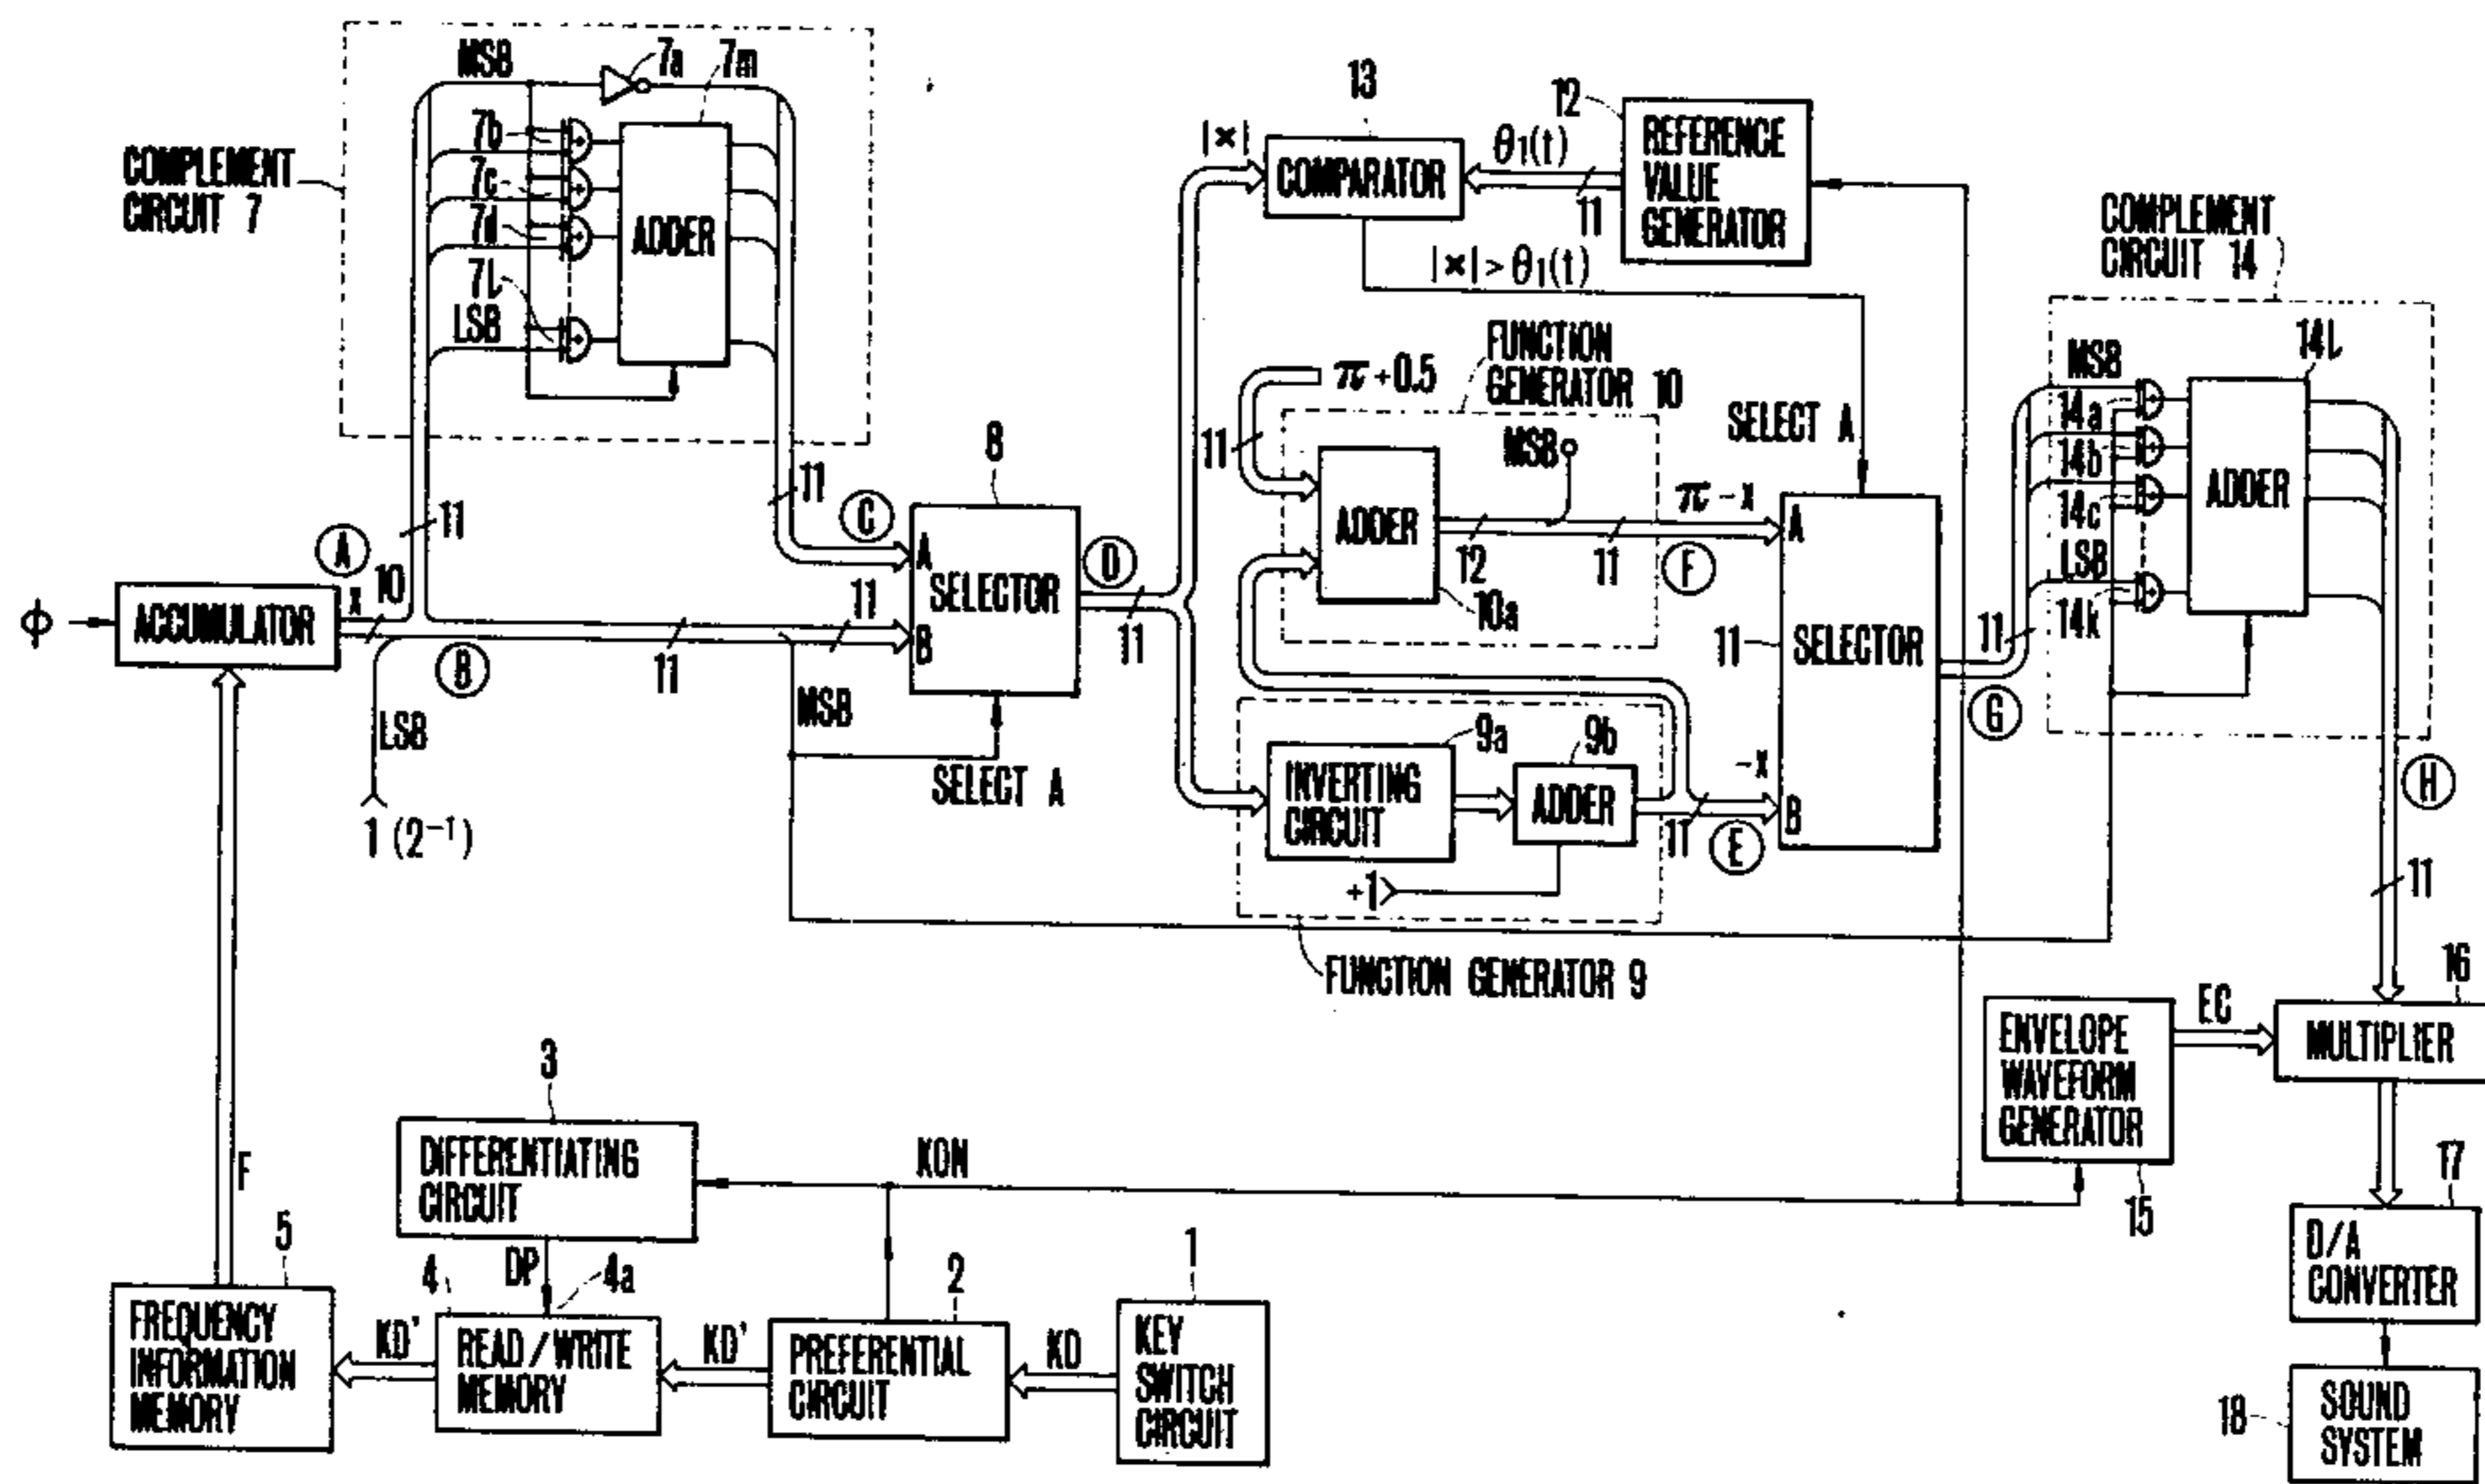 MSB
7a
7m
7b
7c
7d
7l
LSB
ADDER
COMPLEMENT
CIRCUIT 7
13
12
|x|
COMPARATOR
θ1(t)
11
REFERENCE
VALUE
GENERATOR
|x|>θ1(t)
COMPLEMENT
CIRCUIT 14
FUNCTION
GENERATOR 10
π+0.5
11
MSB
SELECT A
ADDER
12
11
10a
π-x
F
MSB
14l
14a
14b
14c
LSB
14k
ADDER
11
11
C
8
A
SELECTOR
B
D
11
11
A
SELECTOR
B
11
G
A
x
10
11
ϕ
ACCUMULATOR
B
11
11
LSB
1 (2⁻¹)
MSB
SELECT A
9a
9b
INVERTING
CIRCUIT
ADDER
-x
11
E
+1
FUNCTION GENERATOR 9
H
11
16
EC
ENVELOPE
WAVEFORM
GENERATOR
15
MULTIPLIER
17
D/A
CONVERTER
18
SOUND
SYSTEM
3
DIFFERENTIATING
CIRCUIT
KON
F
5
DP
4
4a
2
1
FREQUENCY
INFORMATION
MEMORY
KD'
READ/WRITE
MEMORY
KD'
PREFERENTIAL
CIRCUIT
KD
KEY
SWITCH
CIRCUIT